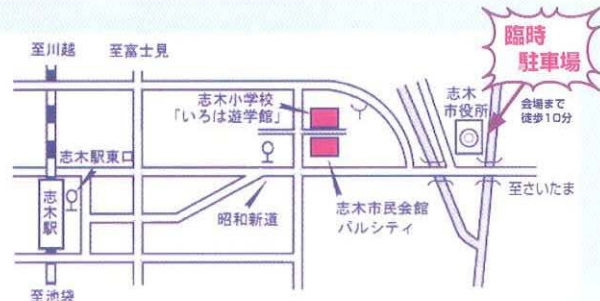 臨時
駐車場
至川越
至富士見
志木小学校
「いろは遊学館」
志木
市役所
会場まで
徒歩10分
志木駅東口
志木駅
昭和新道
志木市民会館
パルシティ
至さいたま
至池袋